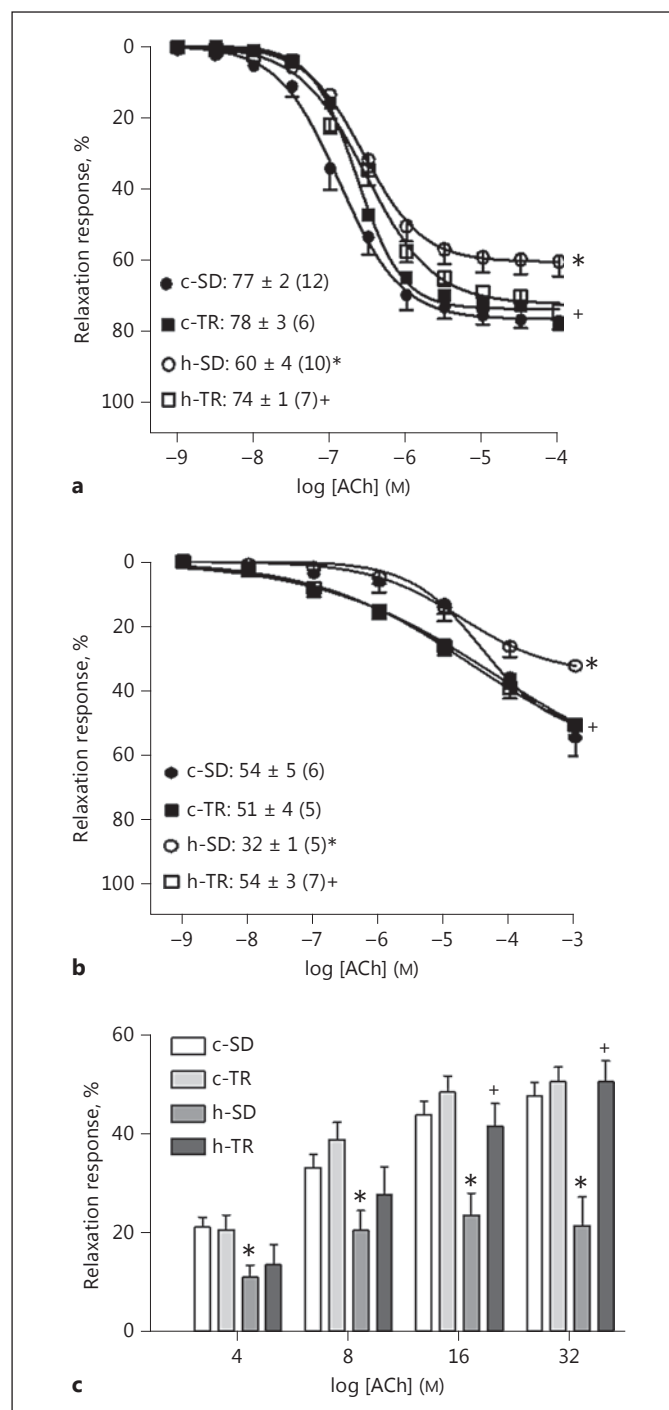 0
20
40
60
80
100
Relaxation response, %
*
+
c-SD: 77 ± 2 (12)
c-TR: 78 ± 3 (6)
h-SD: 60 ± 4 (10)*
h-TR: 74 ± 1 (7)+
–9 –8 –7 –6 –5 –4
a
log [ACh] (M)
0
20
40
60
80
100
Relaxation response, %
*
+
c-SD: 54 ± 5 (6)
c-TR: 51 ± 4 (5)
h-SD: 32 ± 1 (5)*
h-TR: 54 ± 3 (7)+
–9 –8 –7 –6 –5 –4 –3
b
log [ACh] (M)
60
40
20
0
Relaxation response, %
c-SD
c-TR
h-SD
h-TR
* * * + * +
4 8 16 32
c
log [ACh] (M)